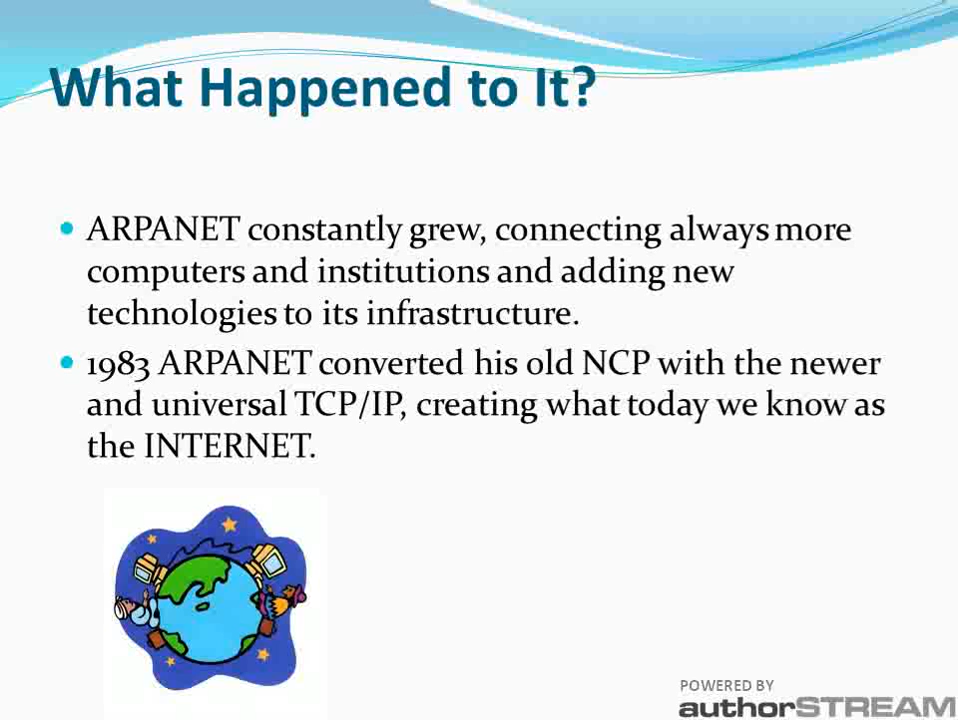 What Happened to It?
• ARPANET constantly grew, connecting always more
computers and institutions and adding new
technologies to its infrastructure.
• 1983 ARPANET converted his old NCP with the newer
and universal TCP/IP, creating what today we know as
the INTERNET.
POWERED BY
authorSTREAM